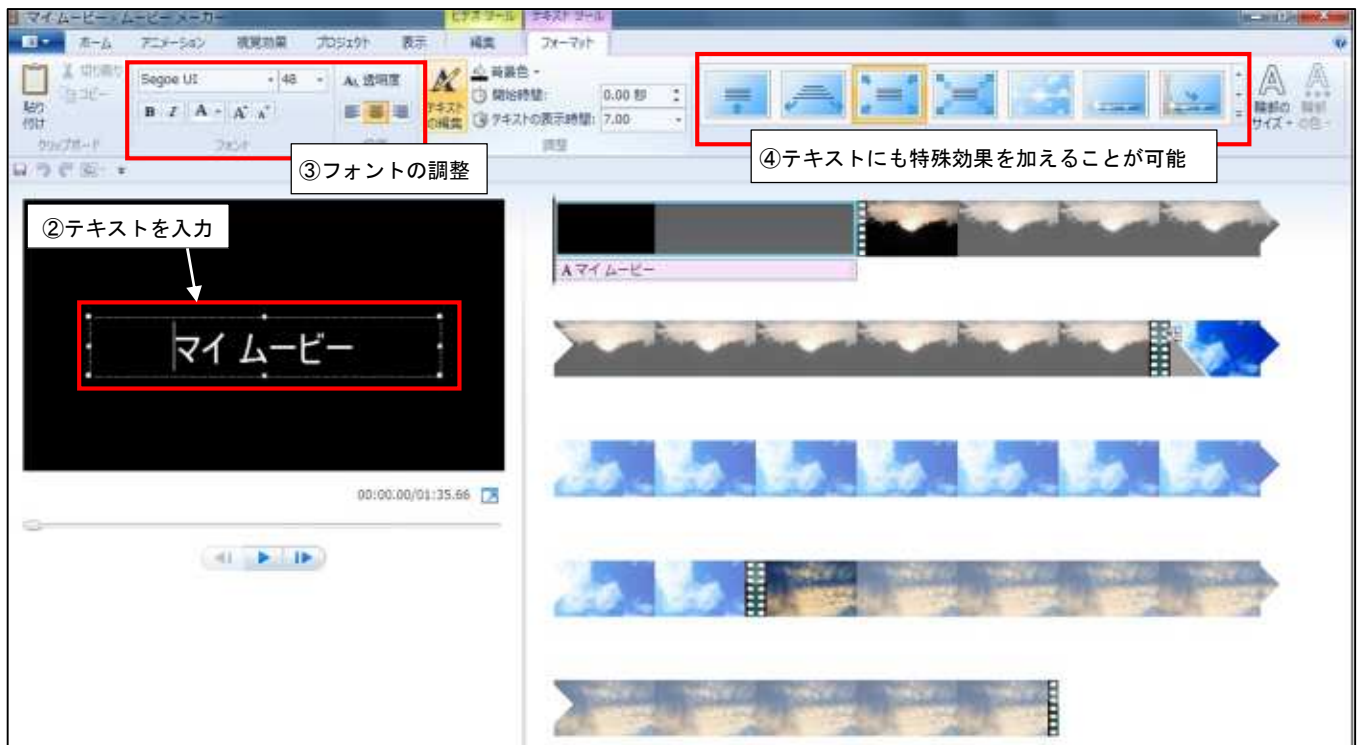 マイ ムービー - ムービー メーカー
ビデオ ツール
テキスト ツール
ホーム
アニメーション
視覚効果
プロジェクト
表示
編集
フォーマット
貼り
付け
切り取り
コピー
クリップボード
Segoe UI
48
透明度
B I A A A
フォント
テキスト
の編集
背景色
開始時間:
0.00 秒
テキストの表示時間:
7.00
調整
輪郭の
サイズ
輪郭
の色
③フォントの調整
④テキストにも特殊効果を加えることが可能
②テキストを入力
マイ ムービー
A マイ ムービー
00:00.00/01:35.66